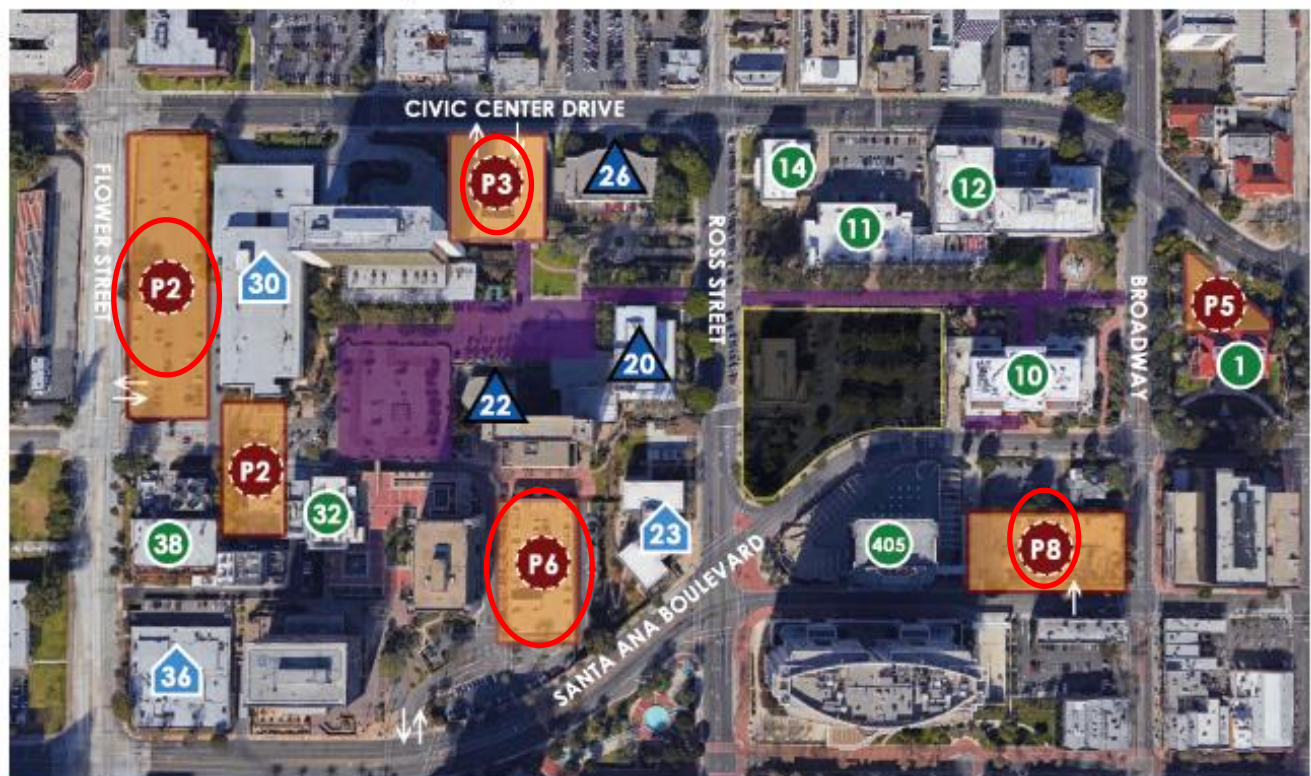 CIVIC CENTER DRIVE
FLOWER STREET
P3
26
14
12
11
ROSS STREET
P2
30
BROADWAY
P5
1
20
10
22
P2
32
38
23
405
P8
P6
SANTA ANA BOULEVARD
36